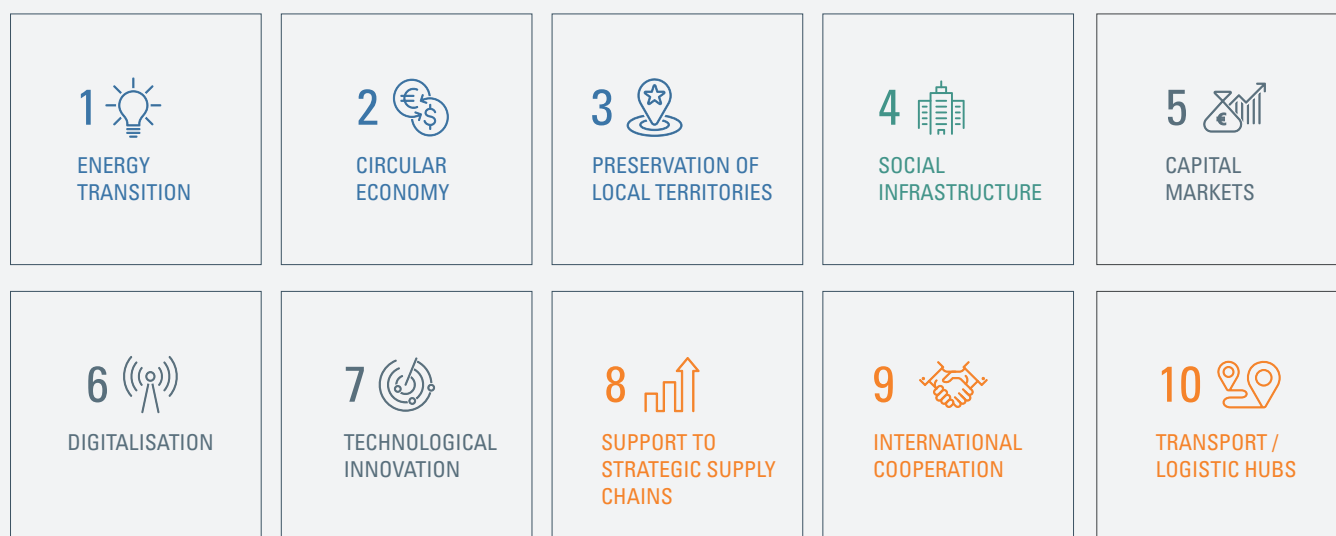 1
ENERGY
TRANSITION
2
€
$
CIRCULAR
ECONOMY
3
PRESERVATION OF
LOCAL TERRITORIES
4
SOCIAL
INFRASTRUCTURE
5
€
CAPITAL
MARKETS
6
DIGITALISATION
7
TECHNOLOGICAL
INNOVATION
8
SUPPORT TO
STRATEGIC SUPPLY
CHAINS
9
INTERNATIONAL
COOPERATION
10
TRANSPORT /
LOGISTIC HUBS